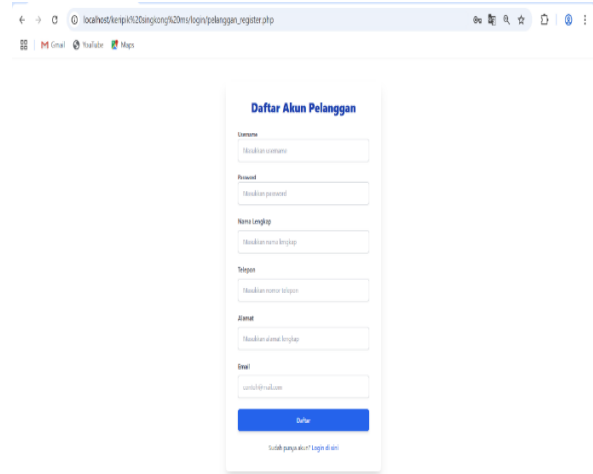 localhost/keripik%20singkong%20ms/login/pelanggan_register.php
Gmail YouTube Maps
Daftar Akun Pelanggan
Username
Masukkan username
Password
Masukkan password
Nama Lengkap
Masukkan nama lengkap
Telepon
Masukkan nomor telepon
Alamat
Masukkan alamat lengkap
Email
contoh@mail.com
Daftar
Sudah punya akun? Login di sini